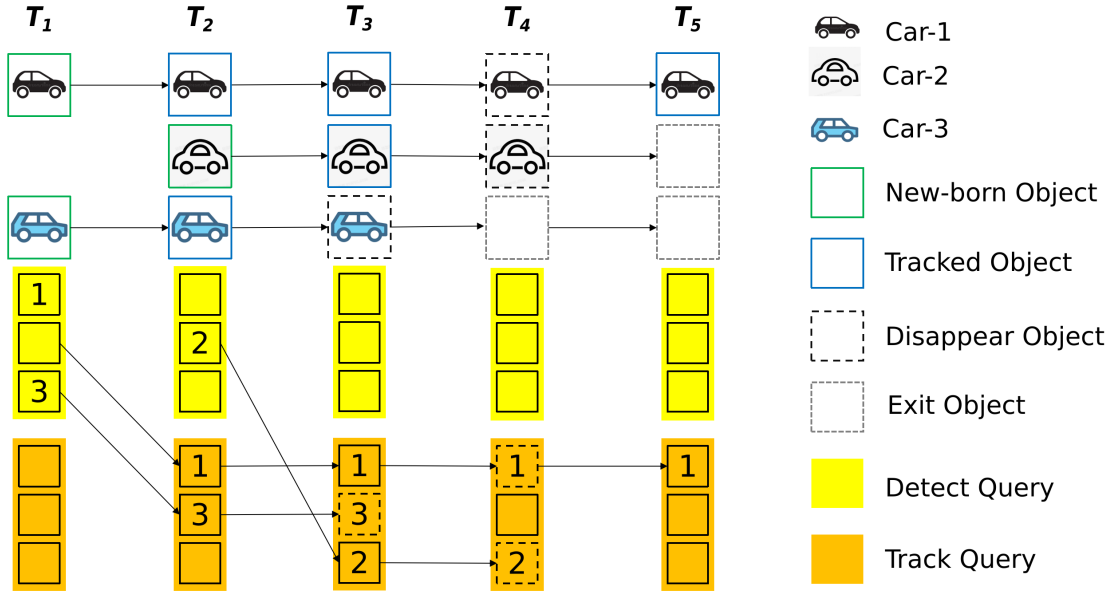 T1 T2 T3 T4 T5
Car-1
Car-2
Car-3
New-born Object
Tracked Object
Disappear Object
Exit Object
Detect Query
Track Query
1
2
3
1 1 1 1
3 3
2 2